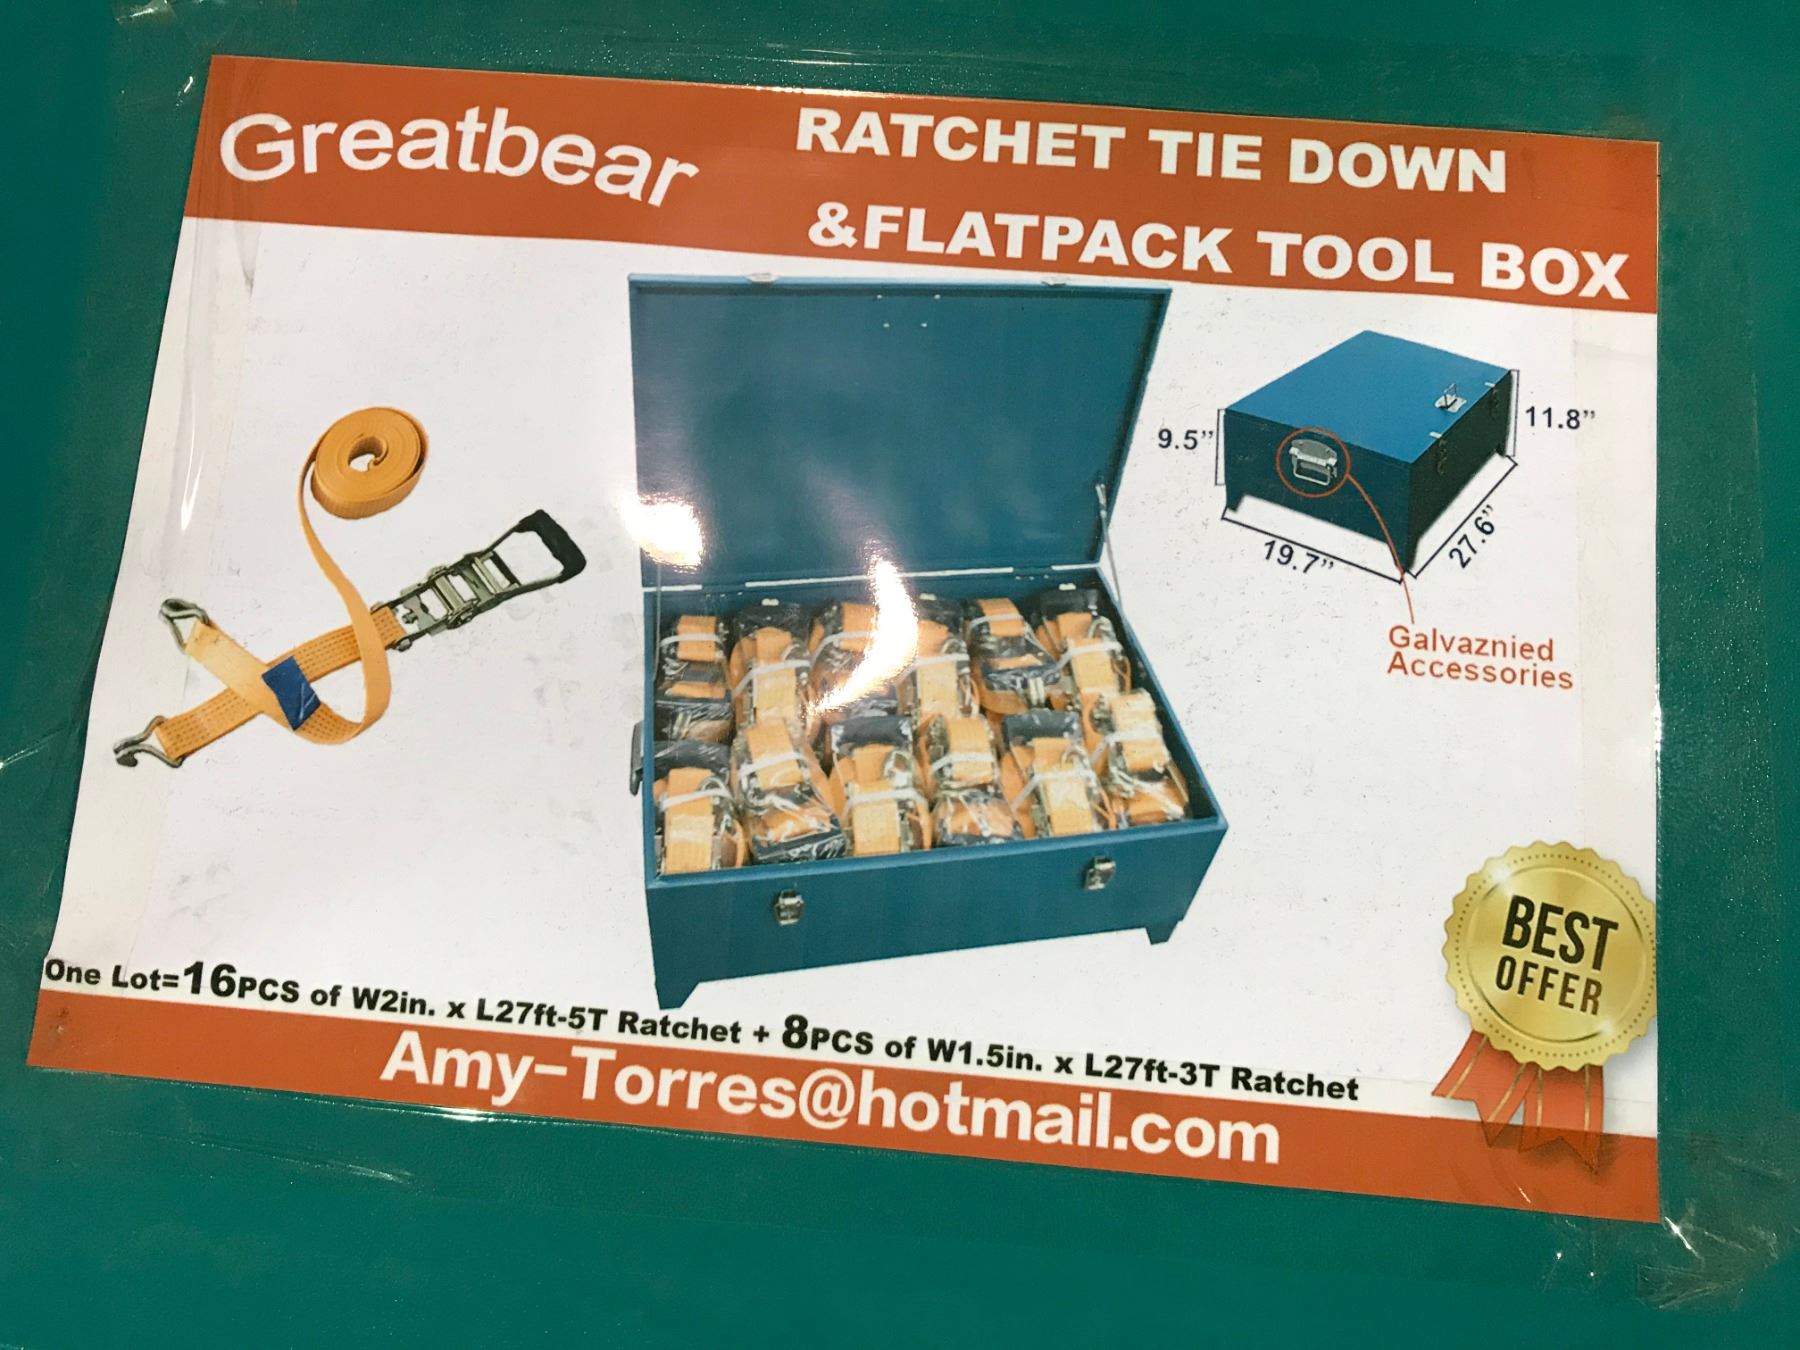 Greatbear
RATCHET TIE DOWN
&FLATPACK TOOL BOX
9.5”
11.8”
19.7”
27.6”
Galvaznied
Accessories
BEST
OFFER
One Lot=16PCS of W2in. x L27ft-5T Ratchet + 8PCS of W1.5in. x L27ft-3T Ratchet
Amy-Torres@hotmail.com